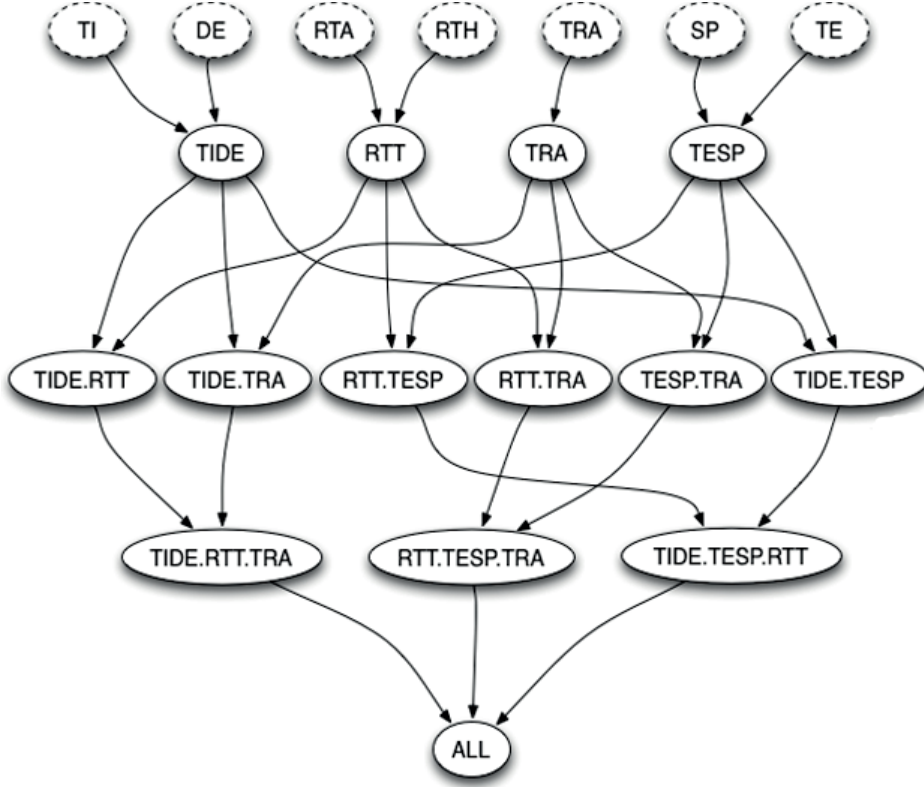 TI DE RTA RTH TRA SP TE
TIDE RTT TRA TESP
TIDE.RTT TIDE.TRA RTT.TESP RTT.TRA TESP.TRA TIDE.TESP
TIDE.RTT.TRA RTT.TESP.TRA TIDE.TESP.RTT
ALL